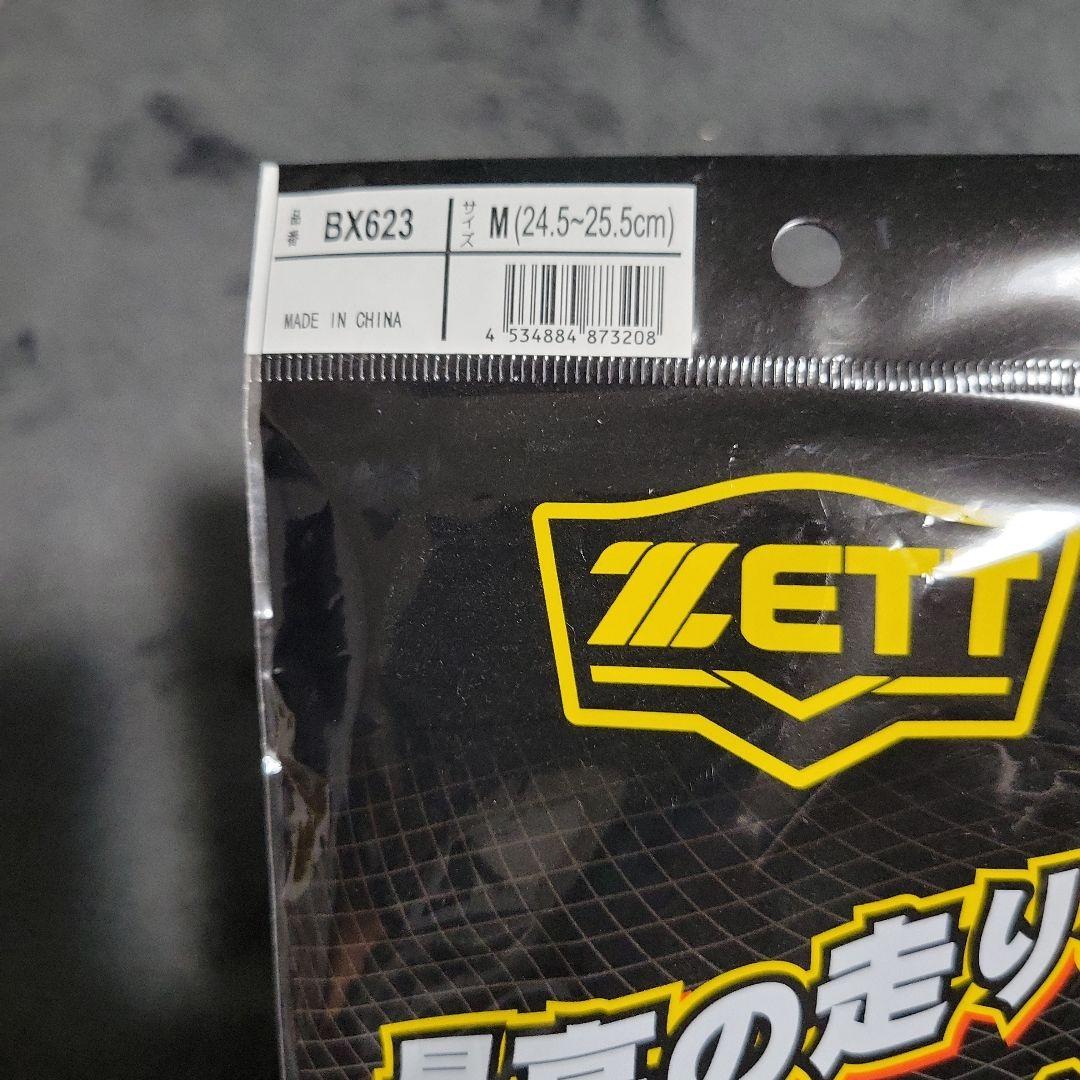 品番 BX623 サイズ M(24.5~25.5cm)
MADE IN CHINA
4 534884 873208
ZETT
最高の走り